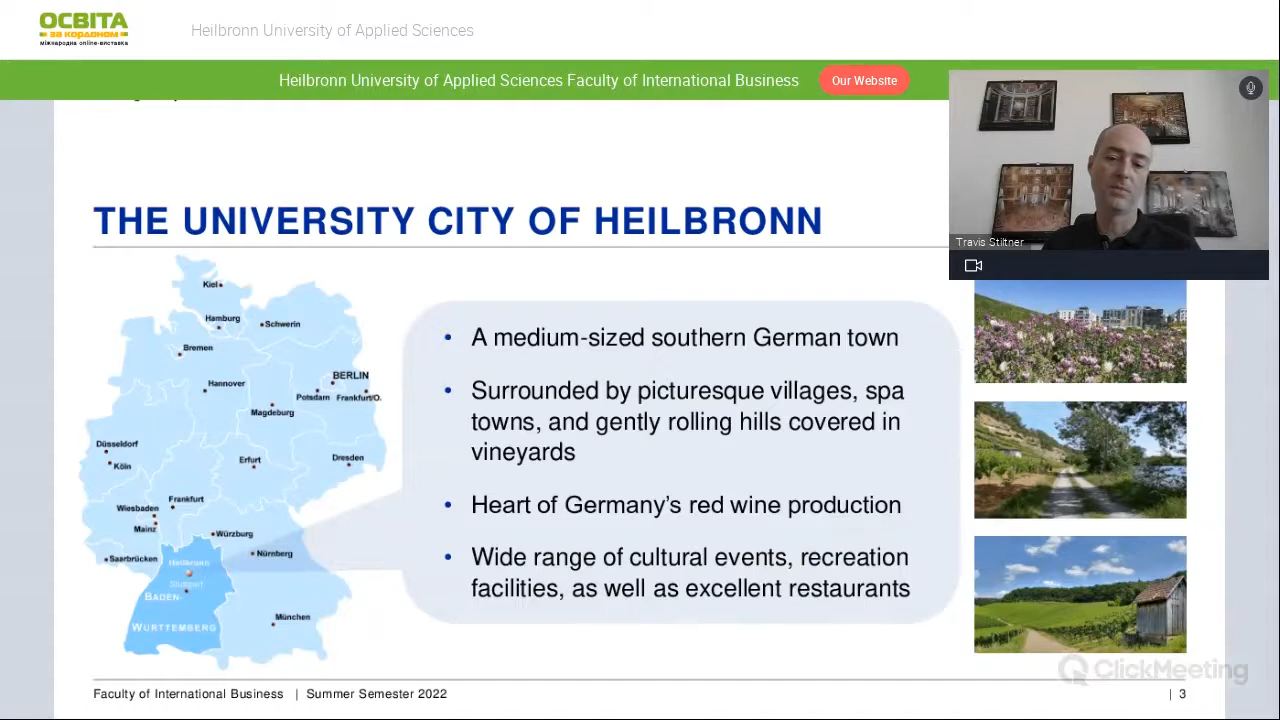 ОСВІТА
за кордоном
міжнародна online-виставка
Heilbronn University of Applied Sciences
Heilbronn University of Applied Sciences Faculty of International Business
Our Website
Travis Stiltner
THE UNIVERSITY CITY OF HEILBRONN
Kiel
Hamburg
Schwerin
Bremen
BERLIN
Hannover
Potsdam
Frankfurt/O.
Magdeburg
Düsseldorf
Köln
Erfurt
Dresden
Frankfurt
Wiesbaden
Mainz
Würzburg
Nürnberg
Saarbrücken
Heilbronn
Stuttgart
BADEN-
WÜRTTEMBERG
München
• A medium-sized southern German town
• Surrounded by picturesque villages, spa
towns, and gently rolling hills covered in
vineyards
• Heart of Germany's red wine production
• Wide range of cultural events, recreation
facilities, as well as excellent restaurants
ClickMeeting
Faculty of International Business | Summer Semester 2022
| 3